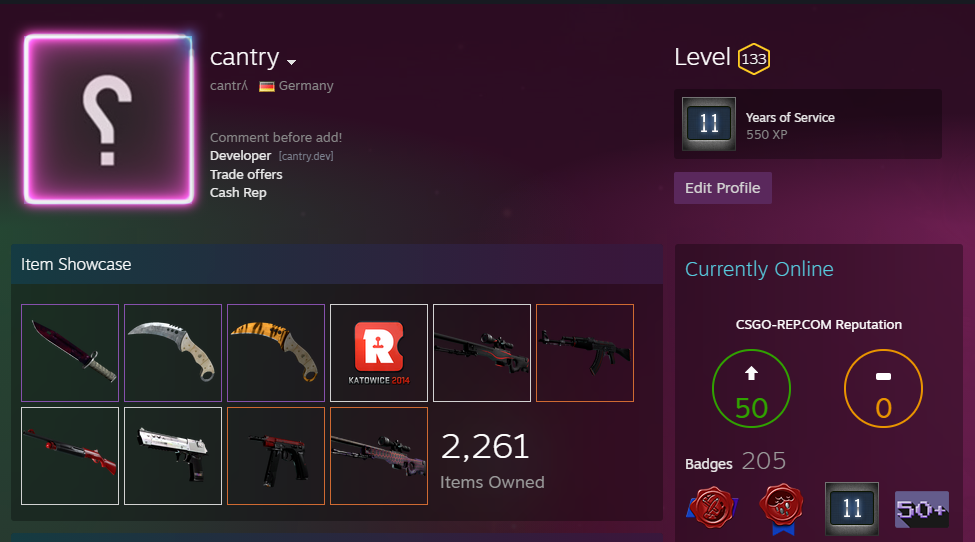 cantry
cantrʎ Germany
Comment before add!
Developer [cantry.dev]
Trade offers
Cash Rep
Level 133
11 Years of Service
550 XP
Edit Profile
Item Showcase
R
KATOWICE 2014
2,261
Items Owned
Currently Online
CSGO-REP.COM Reputation
50
0
Badges 205
11
50+